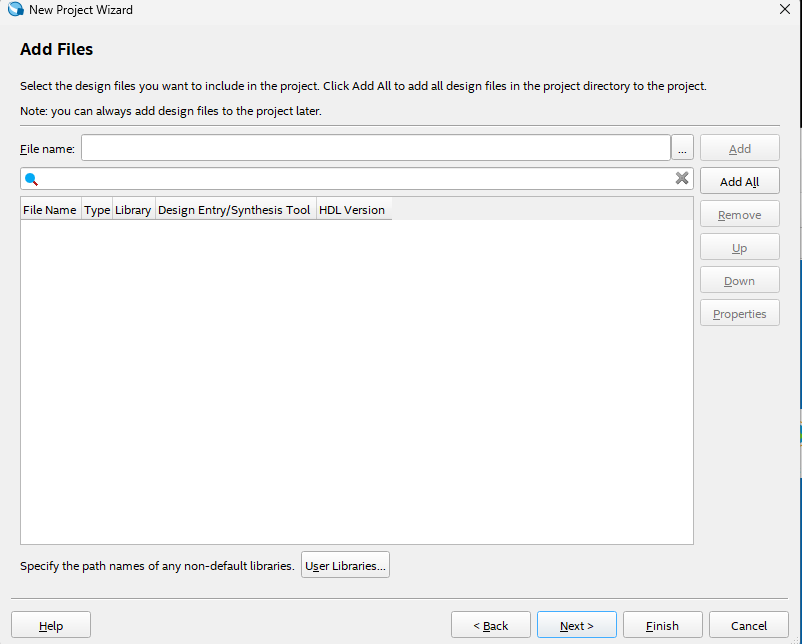 New Project Wizard
Add Files
Select the design files you want to include in the project. Click Add All to add all design files in the project directory to the project.
Note: you can always add design files to the project later.
File name: ... Add
Add All
File Name Type Library Design Entry/Synthesis Tool HDL Version
Remove
Up
Down
Properties
Specify the path names of any non-default libraries. User Libraries...
Help < Back Next > Finish Cancel